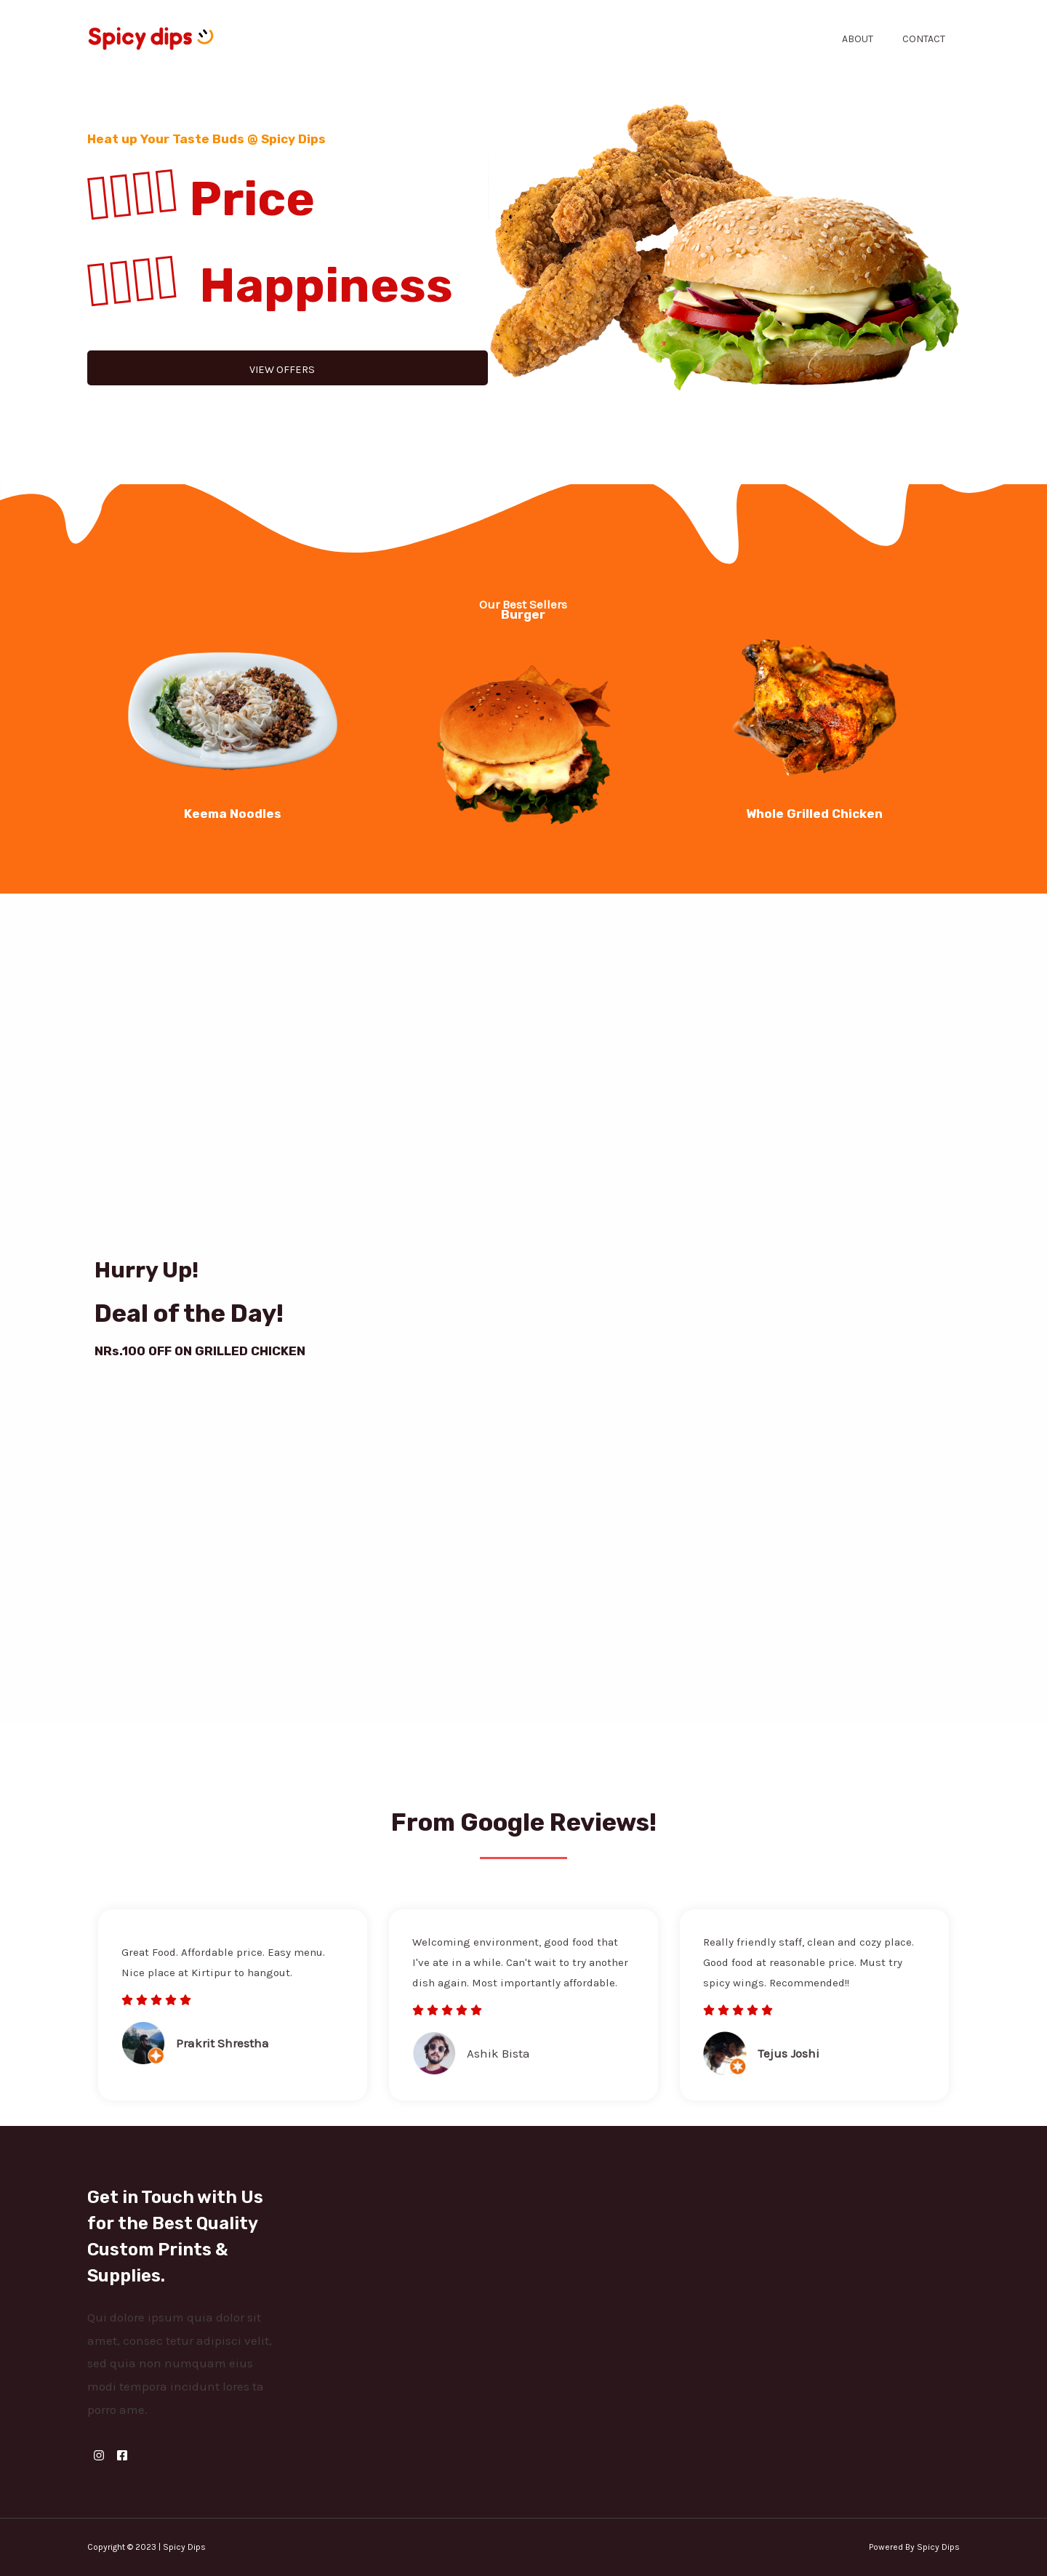 Spicy dips
ABOUT CONTACT
Heat up Your Taste Buds @ Spicy Dips
Price
Happiness
VIEW OFFERS
Our Best Sellers
Burger
Keema Noodles
Whole Grilled Chicken
Hurry Up!
Deal of the Day!
NRs.100 OFF ON GRILLED CHICKEN
From Google Reviews!
Great Food. Affordable price. Easy menu.
Nice place at Kirtipur to hangout.
Prakrit Shrestha
Welcoming environment, good food that
I've ate in a while. Can't wait to try another
dish again. Most importantly affordable.
Ashik Bista
Really friendly staff, clean and cozy place.
Good food at reasonable price. Must try
spicy wings. Recommended!!
Tejus Joshi
Get in Touch with Us
for the Best Quality
Custom Prints &
Supplies.
Qui dolore ipsum quia dolor sit
amet, consec tetur adipisci velit,
sed quia non numquam eius
modi tempora incidunt lores ta
porro ame.
Copyright © 2023 | Spicy Dips
Powered By Spicy Dips